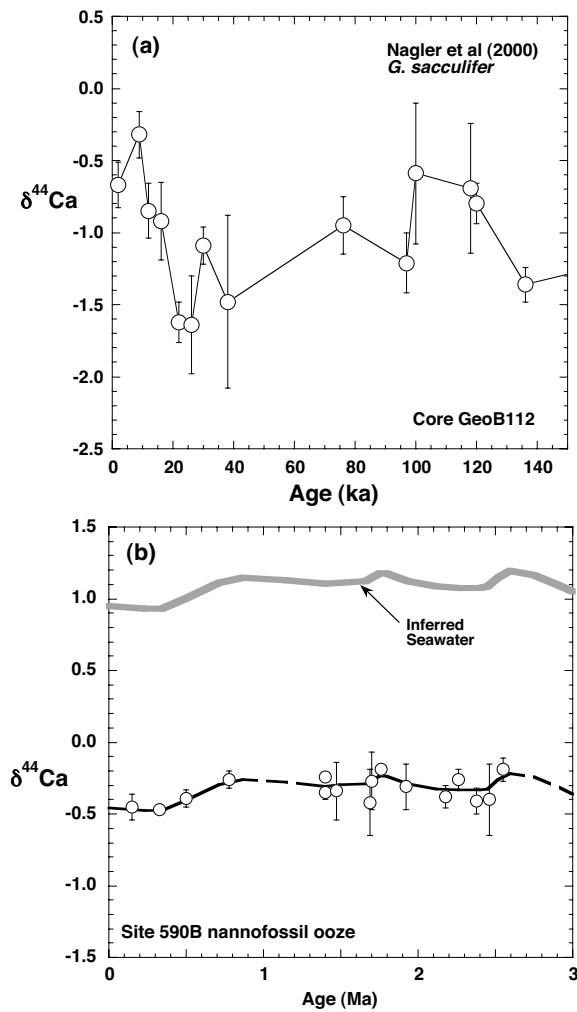 (a)
Nagler et al (2000)
G. sacculifer
0.5
0.0
-0.5
-1.0
-1.5
-2.0
-2.5
δ44Ca
Core GeoB112
0 20 40 60 80 100 120 140
Age (ka)
(b)
1.5
1.0
0.5
0.0
-0.5
-1.0
-1.5
Inferred
Seawater
δ44Ca
Site 590B nannofossil ooze
0 1 2 3
Age (Ma)